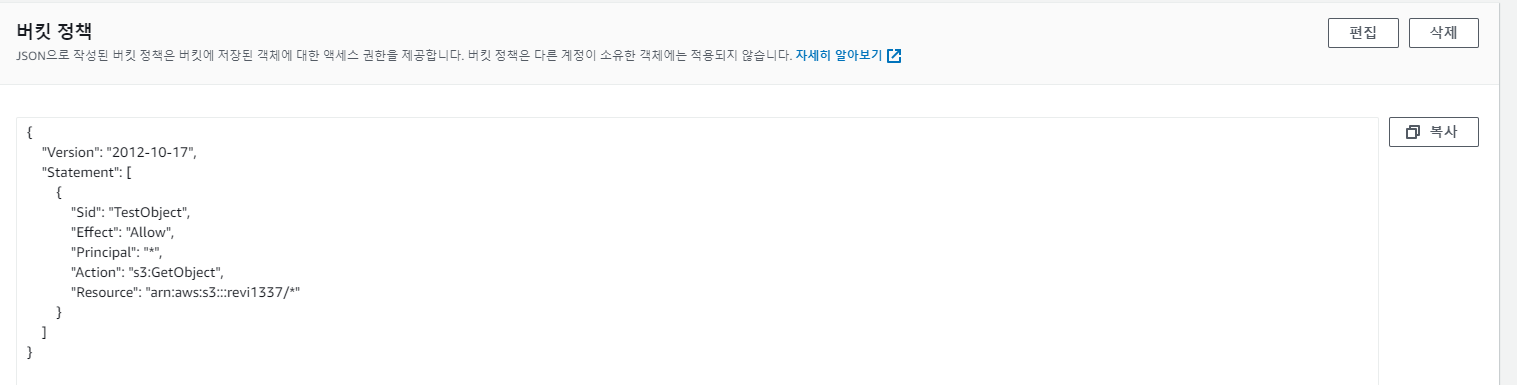 버킷 정책
편집
삭제
JSON으로 작성된 버킷 정책은 버킷에 저장된 객체에 대한 액세스 권한을 제공합니다. 버킷 정책은 다른 계정이 소유한 객체에는 적용되지 않습니다. 자세히 알아보기
복사
{
"Version": "2012-10-17",
"Statement": [
{
"Sid": "TestObject",
"Effect": "Allow",
"Principal": "*",
"Action": "s3:GetObject",
"Resource": "arn:aws:s3:::revi1337/*"
}
]
}